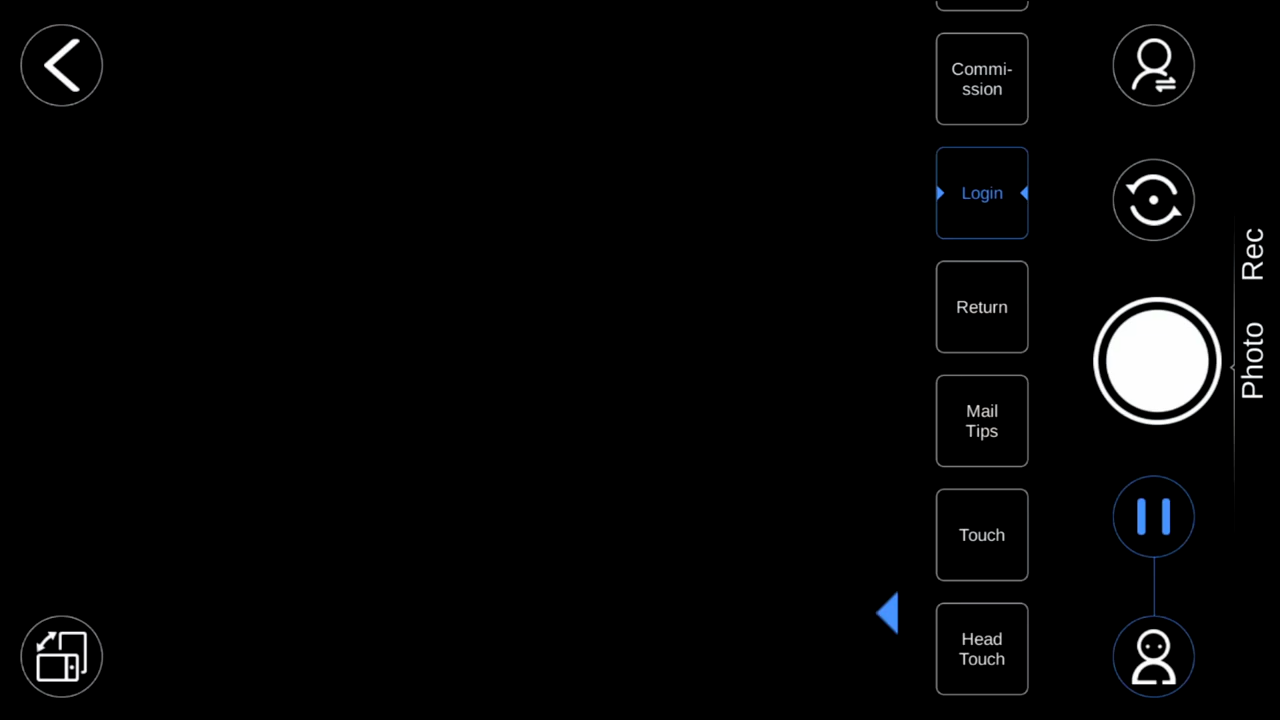 Commi-
ssion
Login
Return
Mail
Tips
Touch
Head
Touch
Rec
Photo